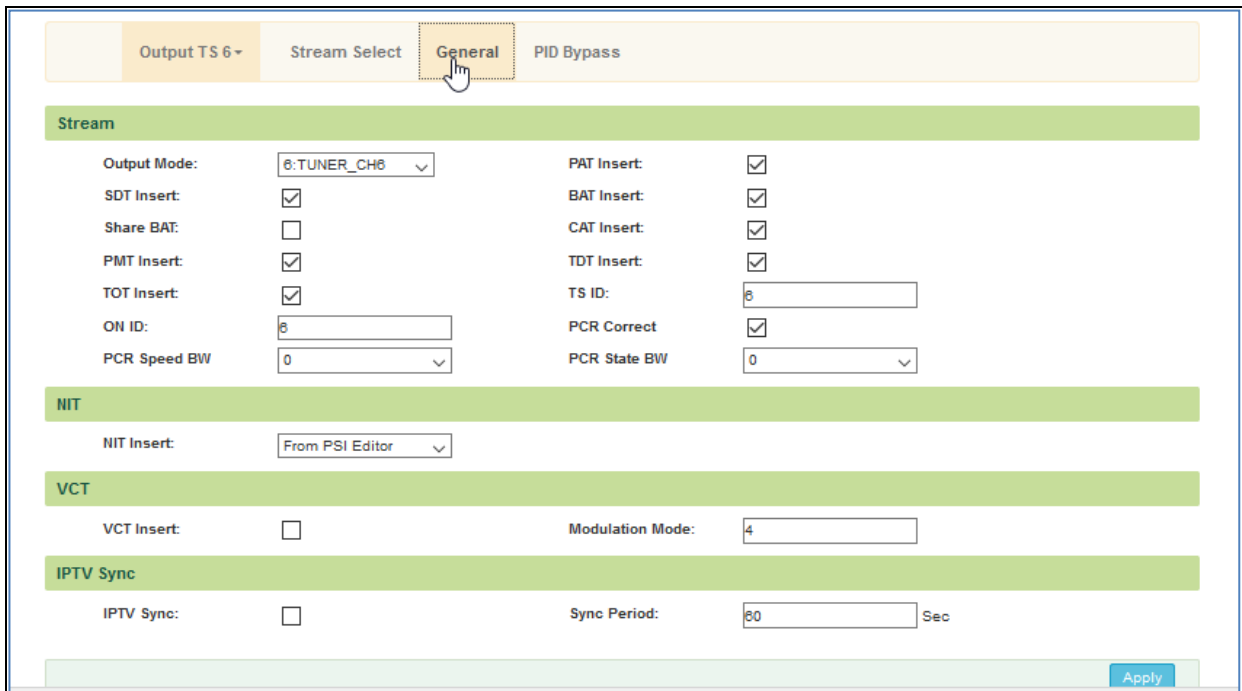 Output TS 6 Stream Select General PID Bypass
Stream
Output Mode: 6:TUNER_CH6 PAT Insert:
SDT Insert: BAT Insert:
Share BAT: CAT Insert:
PMT Insert: TDT Insert:
TOT Insert: TS ID: 6
ON ID: 6 PCR Correct
PCR Speed BW 0 PCR State BW 0
NIT
NIT Insert: From PSI Editor
VCT
VCT Insert: Modulation Mode: 4
IPTV Sync
IPTV Sync: Sync Period: 60 Sec
Apply